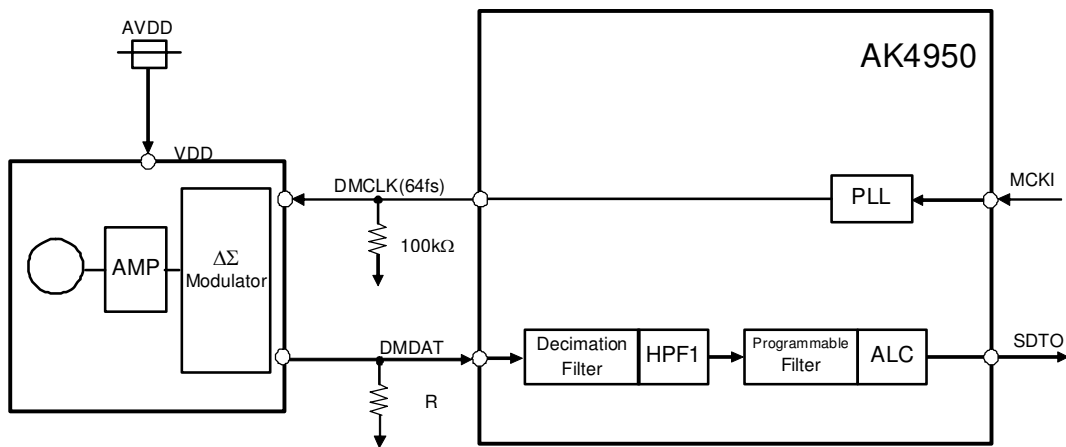 AVDD
AK4950
VDD
DMCLK(64fs)
MCKI
PLL
100kΩ
AMP
ΔΣ
Modulator
DMDAT
Decimation
Filter
HPF1
Programmable
Filter
ALC
SDTO
R